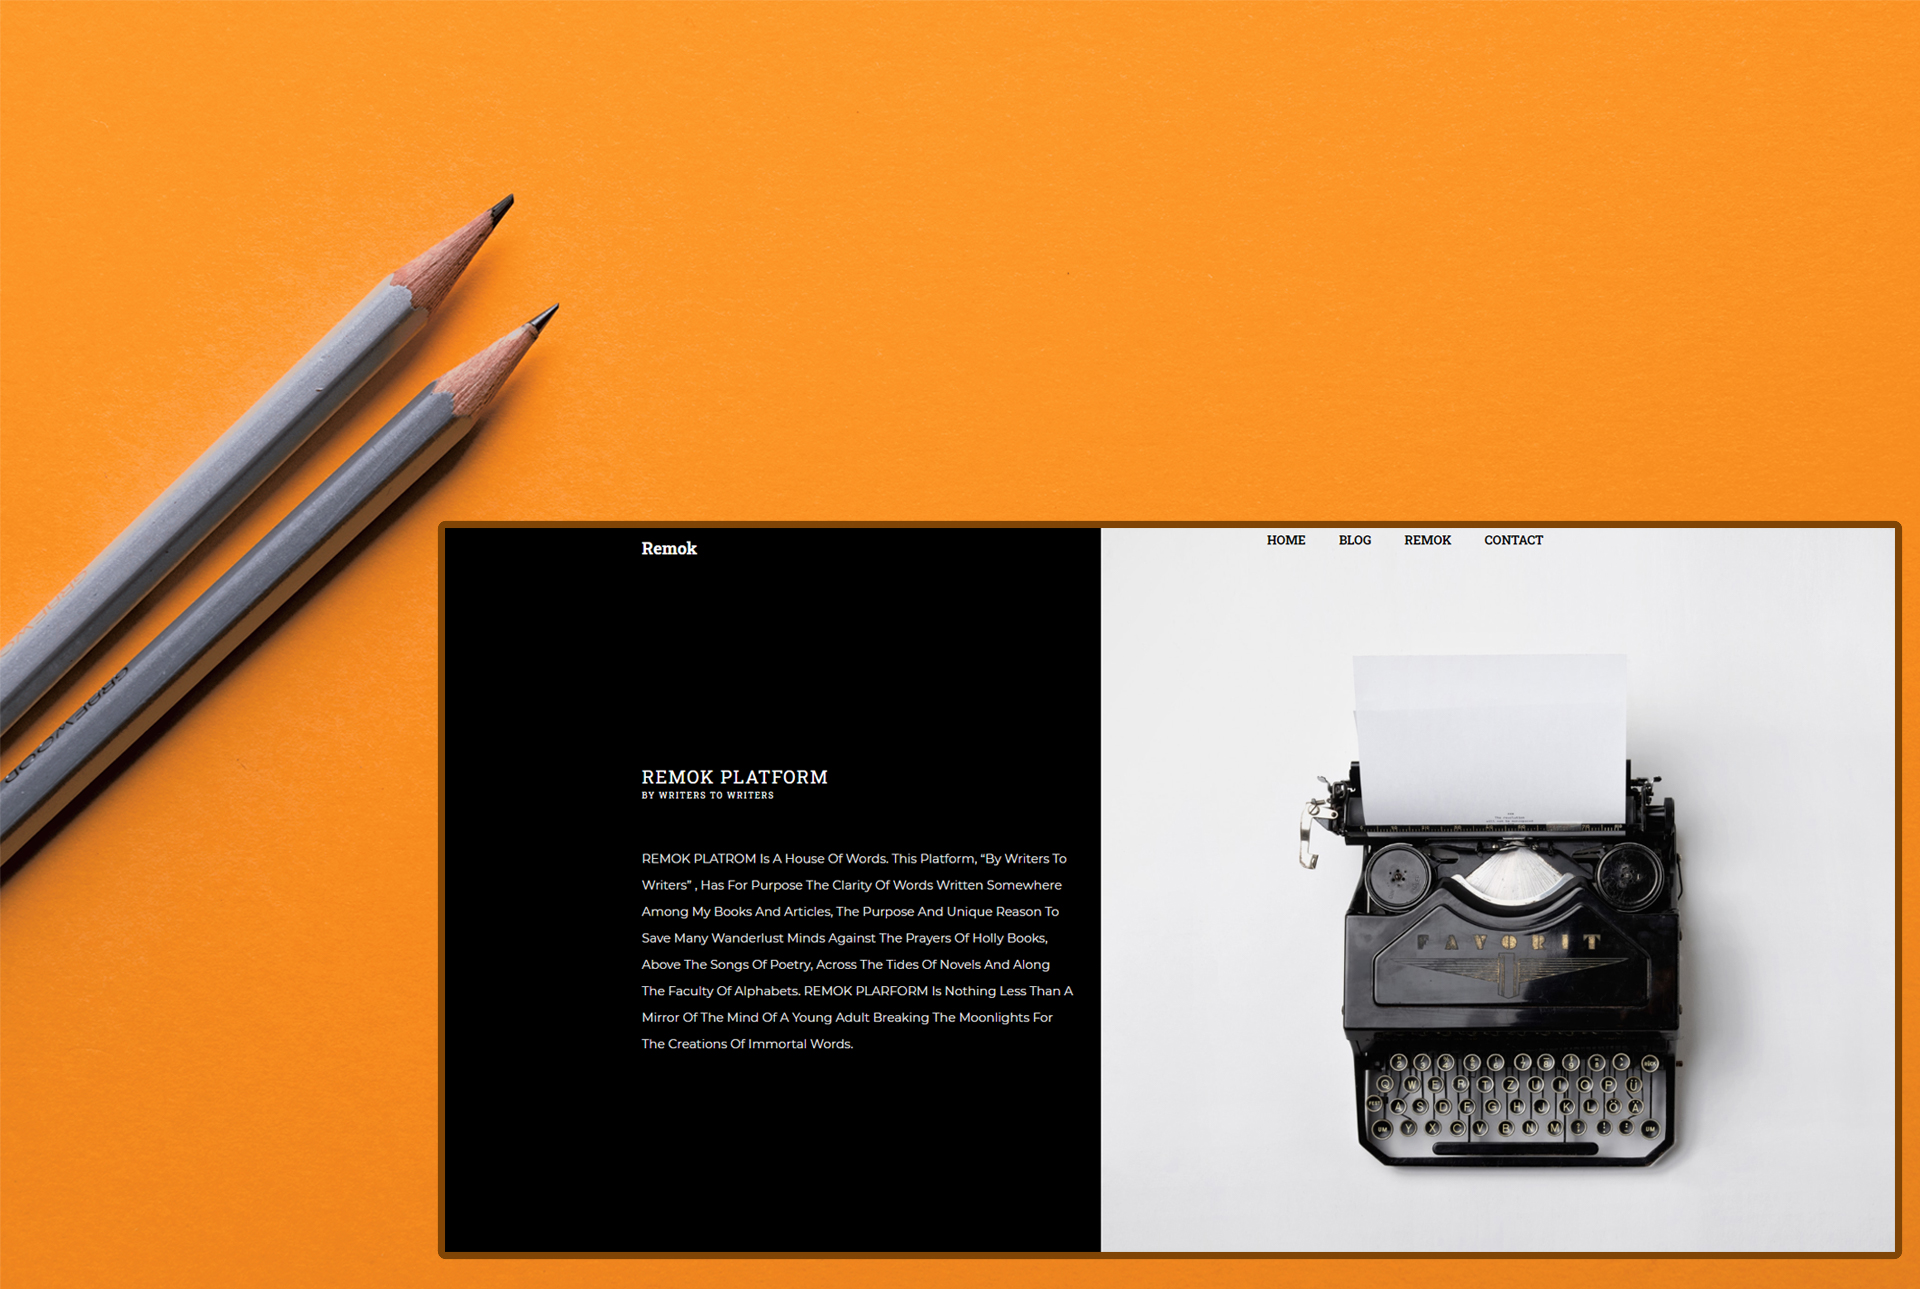 Remok
HOME BLOG REMOK CONTACT
REMOK PLATFORM
BY WRITERS TO WRITERS
REMOK PLATROM Is A House Of Words. This Platform, “By Writers To
Writers” , Has For Purpose The Clarity Of Words Written Somewhere
Among My Books And Articles, The Purpose And Unique Reason To
Save Many Wanderlust Minds Against The Prayers Of Holly Books,
Above The Songs Of Poetry, Across The Tides Of Novels And Along
The Faculty Of Alphabets. REMOK PLARFORM Is Nothing Less Than A
Mirror Of The Mind Of A Young Adult Breaking The Moonlights For
The Creations Of Immortal Words.
FAVORIT
Q W E R T Z U I O P Ü
A S D F G H J K L Ö Ä
Y X C V B N M